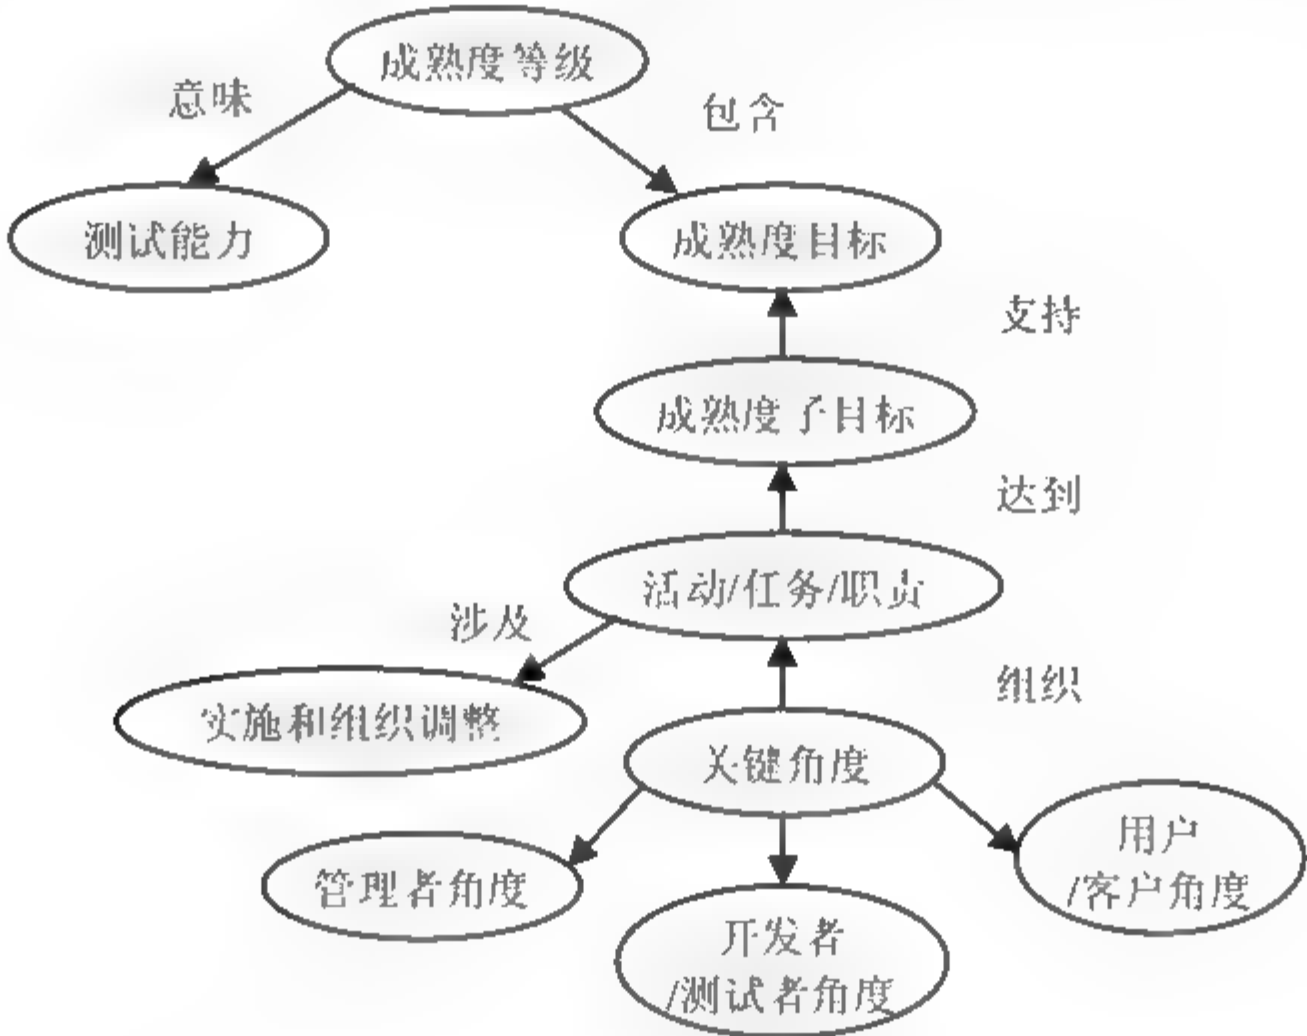 成熟度等级
意味
包含
测试能力
成熟度目标
支持
成熟度子目标
达到
活动/任务/职责
涉及
实施和组织调整
组织
关键角度
用户
/客户角度
管理者角度
开发者
/测试者角度